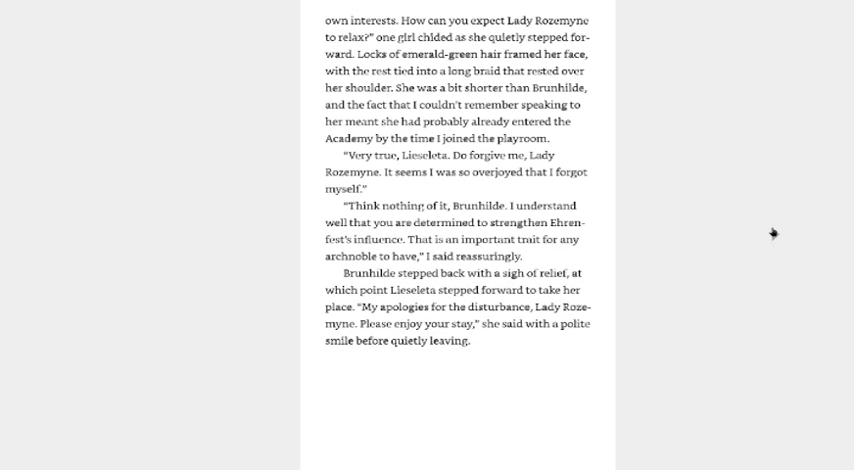 own interests. How can you expect Lady Rozemyne
to relax?" one girl chided as she quietly stepped for-
ward. Locks of emerald-green hair framed her face,
with the rest tied into a long braid that rested over
her shoulder. She was a bit shorter than Brunhilde,
and the fact that I couldn't remember speaking to
her meant she had probably already entered the
Academy by the time I joined the playroom.
"Very true, Lieseleta. Do forgive me, Lady
Rozemyne. It seems I was so overjoyed that I forgot
myself."
"Think nothing of it, Brunhilde. I understand
well that you are determined to strengthen Ehren-
fest's influence. That is an important trait for any
archnoble to have," I said reassuringly.
Brunhilde stepped back with a sigh of relief, at
which point Lieseleta stepped forward to take her
place. "My apologies for the disturbance, Lady Roze-
myne. Please enjoy your stay," she said with a polite
smile before quietly leaving.